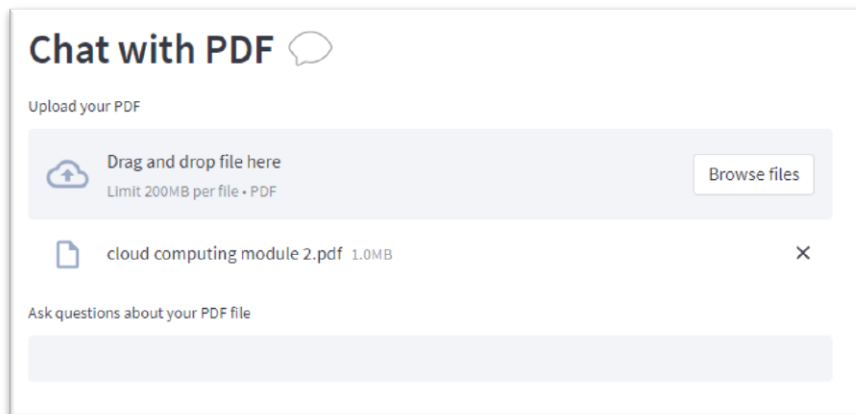 Chat with PDF
Upload your PDF
Drag and drop file here
Limit 200MB per file • PDF
Browse files
cloud computing module 2.pdf 1.0MB
Ask questions about your PDF file